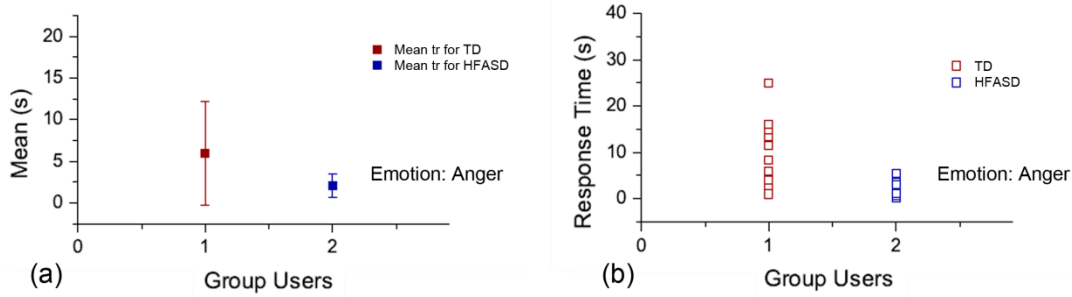 Mean (s)
20
15
10
5
0
Mean tr for TD
Mean tr for HFASD
Emotion: Anger
0
1
2
Group Users
(a)
Response Time (s)
40
30
20
10
0
TD
HFASD
Emotion: Anger
0
1
2
Group Users
(b)